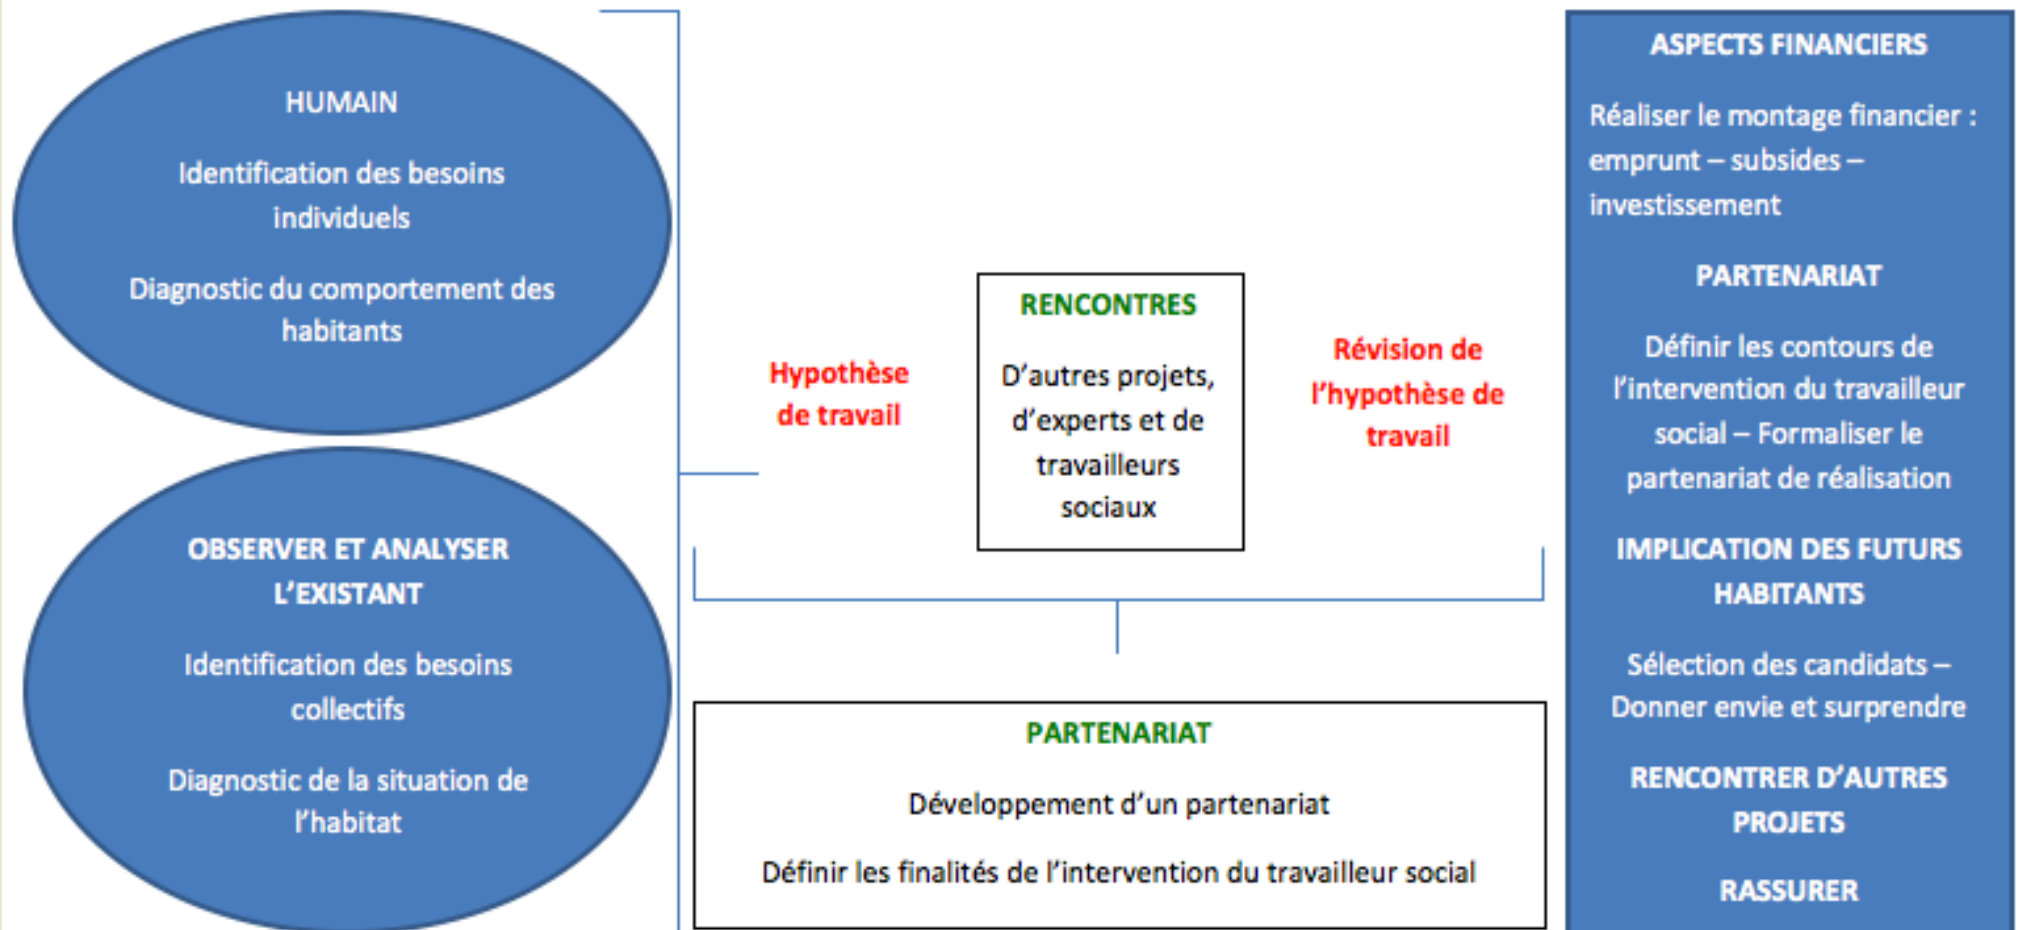 HUMAIN
Identification des besoins
individuels
Diagnostic du comportement des
habitants
OBSERVER ET ANALYSER
L’EXISTANT
Identification des besoins
collectifs
Diagnostic de la situation de
l’habitat
Hypothèse
de travail
RENCONTRES
D’autres projets,
d’experts et de
travailleurs
sociaux
Révision de
l’hypothèse de
travail
PARTENARIAT
Développement d’un partenariat
Définir les finalités de l’intervention du travailleur social
ASPECTS FINANCIERS
Réaliser le montage financier :
emprunt – subsides –
investissement
PARTENARIAT
Définir les contours de
l’intervention du travailleur
social – Formaliser le
partenariat de réalisation
IMPLICATION DES FUTURS
HABITANTS
Sélection des candidats –
Donner envie et surprendre
RENCONTRER D’AUTRES
PROJETS
RASSURER